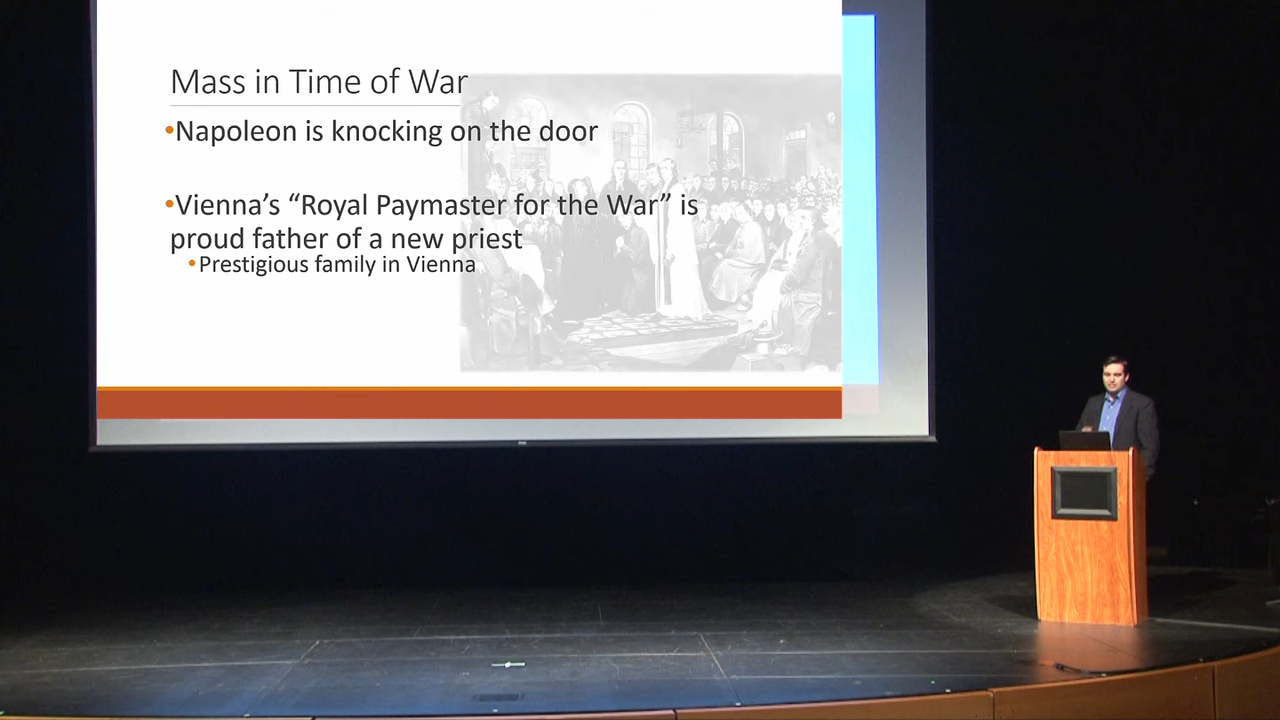 Mass in Time of War
•Napoleon is knocking on the door
•Vienna’s “Royal Paymaster for the War” is
proud father of a new priest
•Prestigious family in Vienna